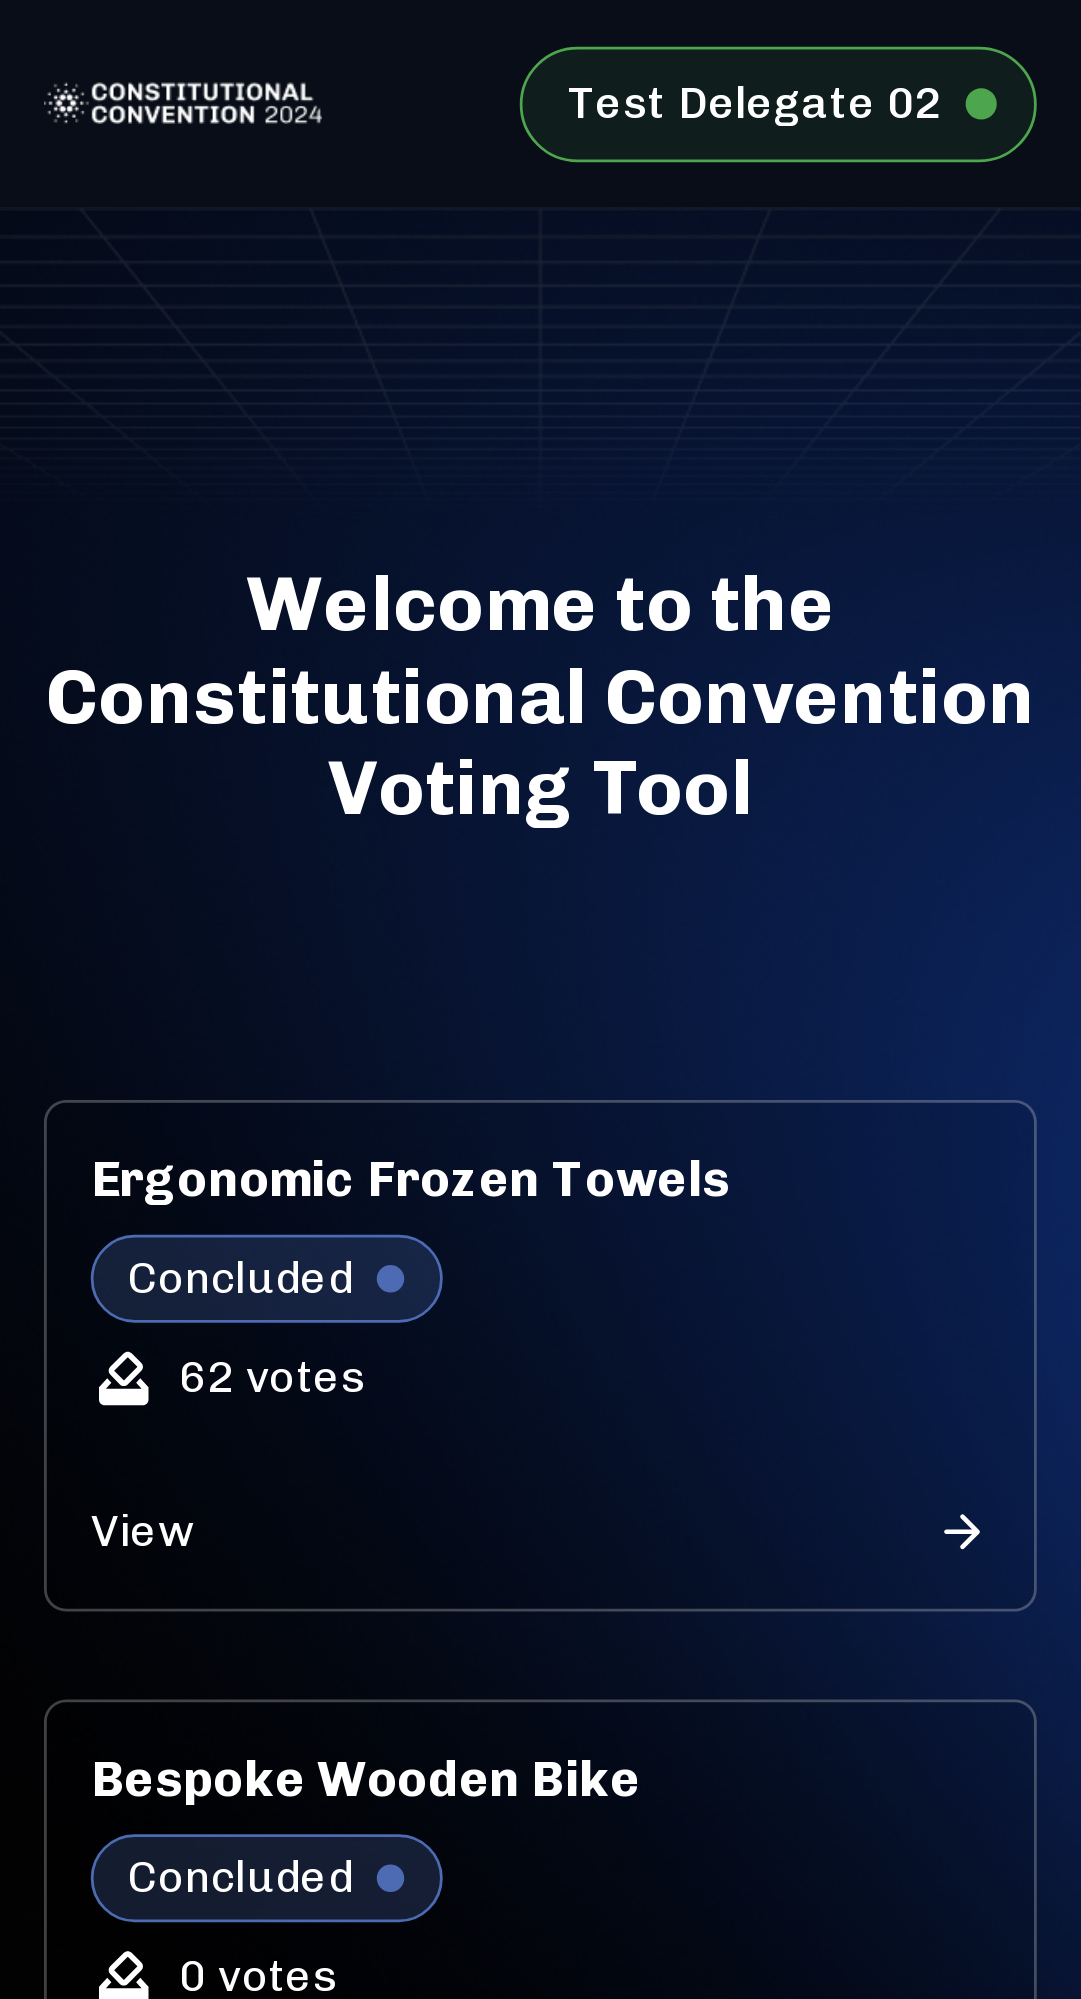 CONSTITUTIONAL
CONVENTION 2024
Test Delegate 02
Welcome to the
Constitutional Convention
Voting Tool
Ergonomic Frozen Towels
Concluded
62 votes
View
Bespoke Wooden Bike
Concluded
0 votes